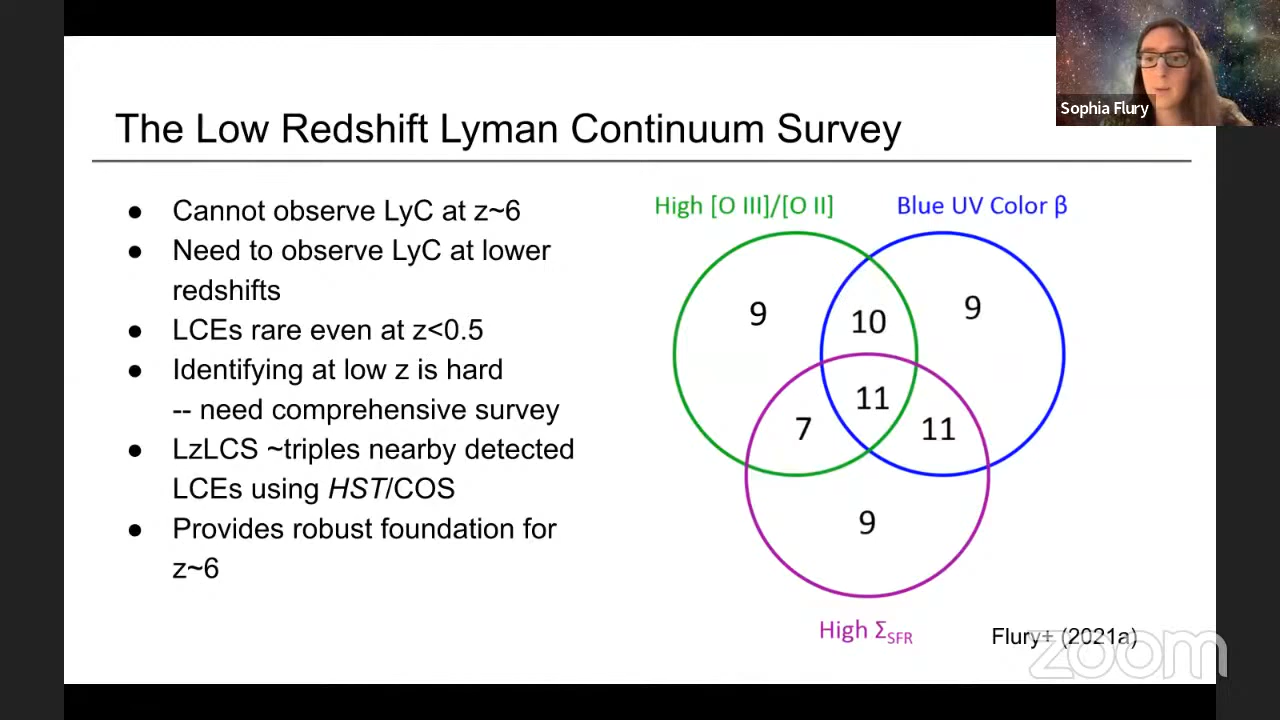 Sophia Flury
The Low Redshift Lyman Continuum Survey
● Cannot observe LyC at z~6
● Need to observe LyC at lower
redshifts
● LCEs rare even at z<0.5
● Identifying at low z is hard
-- need comprehensive survey
● LzLCS ~triples nearby detected
LCEs using HST/COS
● Provides robust foundation for
z~6
High [O III]/[O II]
Blue UV Color β
9
10
9
11
7
11
9
High ΣSFR
Flury+ (2021a)
zoom